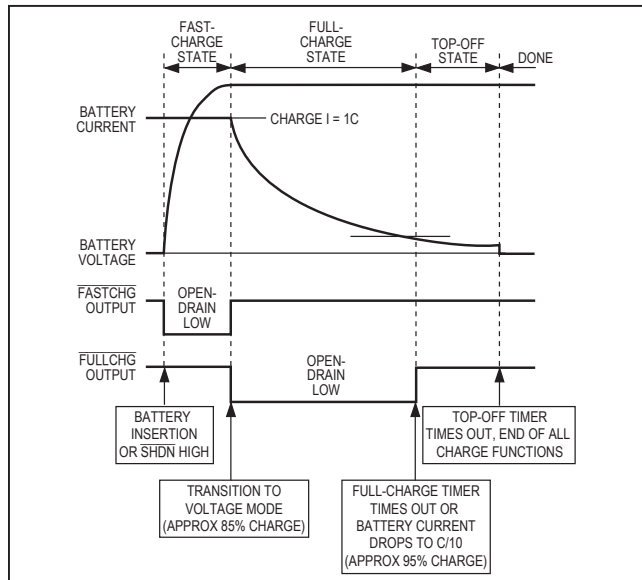 FAST-
CHARGE
STATE
FULL-
CHARGE
STATE
TOP-OFF
STATE
DONE
BATTERY
CURRENT
CHARGE I = 1C
BATTERY
VOLTAGE
FASTCHG
OUTPUT
OPEN-
DRAIN
LOW
FULLCHG
OUTPUT
OPEN-
DRAIN
LOW
BATTERY
INSERTION
OR SHDN HIGH
TOP-OFF TIMER
TIMES OUT, END OF ALL
CHARGE FUNCTIONS
TRANSITION TO
VOLTAGE MODE
(APPROX 85% CHARGE)
FULL-CHARGE TIMER
TIMES OUT OR
BATTERY CURRENT
DROPS TO C/10
(APPROX 95% CHARGE)